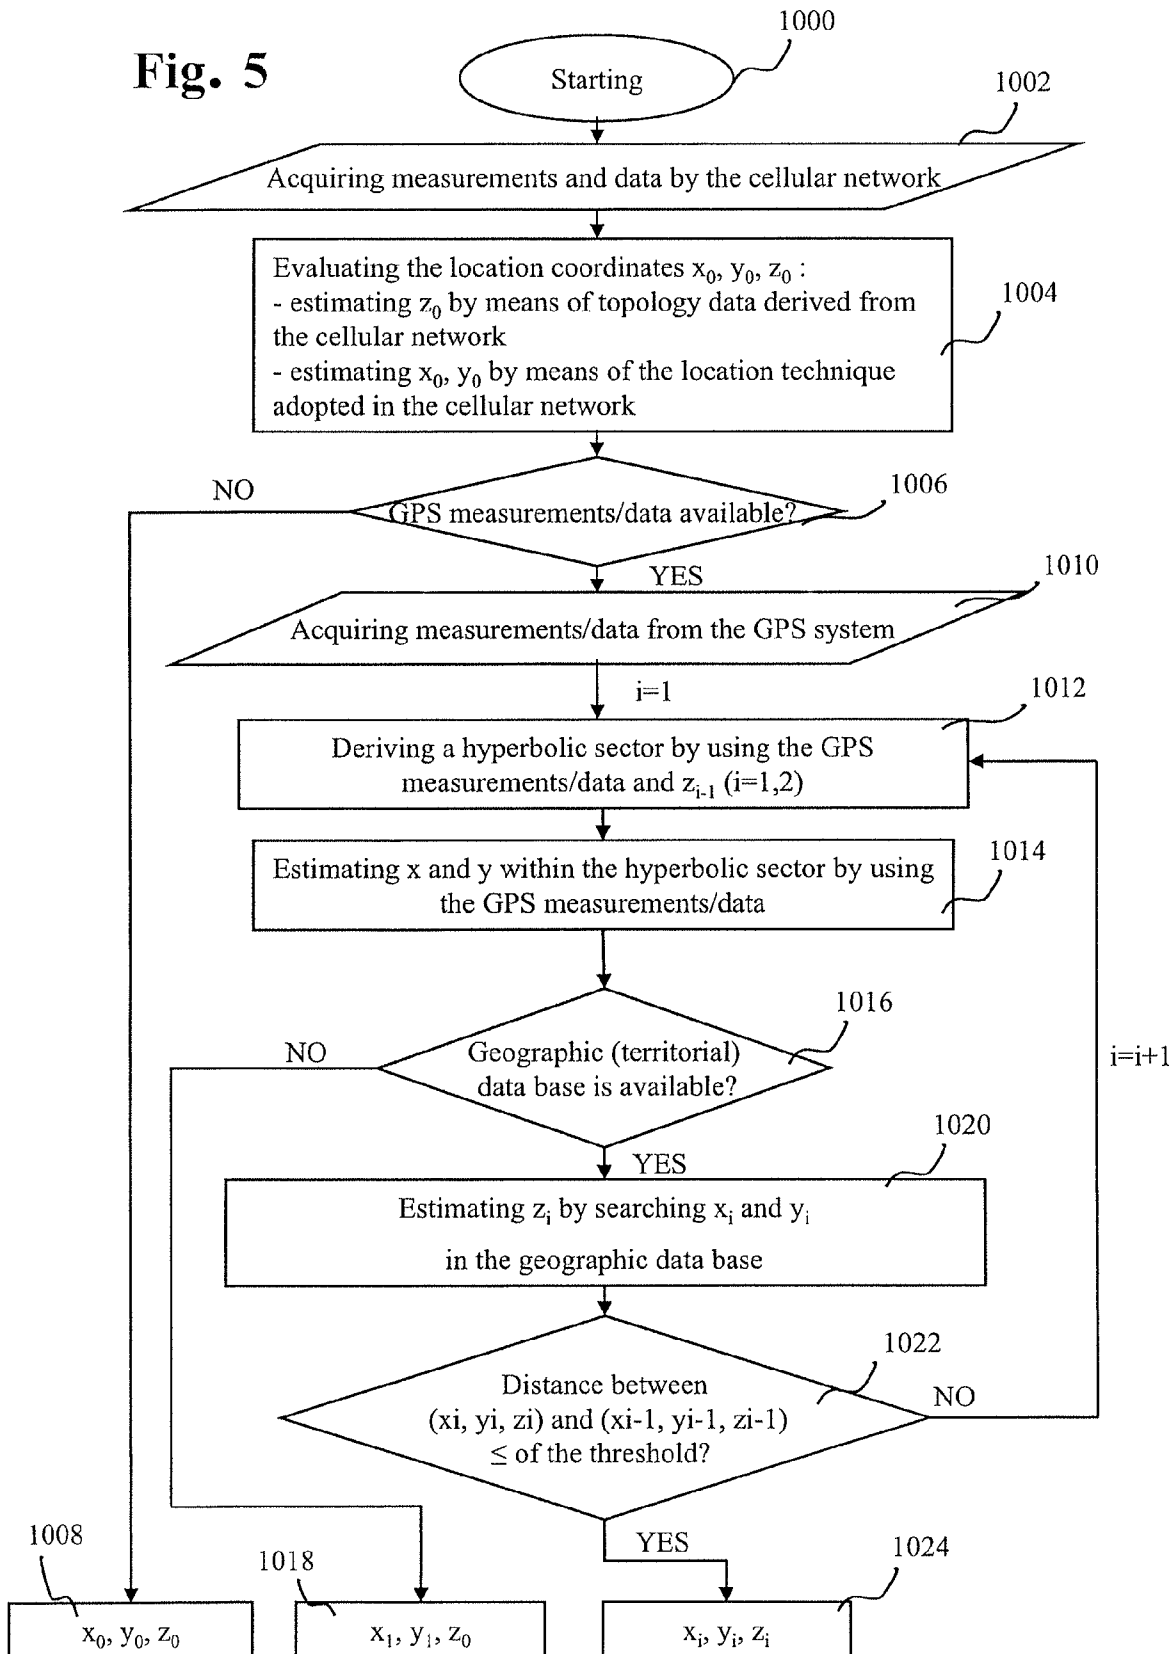 Fig. 5
1000
Starting
1002
Acquiring measurements and data by the cellular network
Evaluating the location coordinates x₀, y₀, z₀ :
- estimating z₀ by means of topology data derived from
the cellular network
- estimating x₀, y₀ by means of the location technique
adopted in the cellular network
1004
NO
GPS measurements/data available?
1006
YES
1010
Acquiring measurements/data from the GPS system
i=1
1012
Deriving a hyperbolic sector by using the GPS
measurements/data and zᵢ₋₁ (i=1,2)
1014
Estimating x and y within the hyperbolic sector by using
the GPS measurements/data
1016
NO
Geographic (territorial)
data base is available?
i=i+1
1020
YES
Estimating zᵢ by searching xᵢ and yᵢ
in the geographic data base
1022
Distance between
(xi, yi, zi) and (xi-1, yi-1, zi-1)
≤ of the threshold?
NO
YES
1008
1018
1024
x₀, y₀, z₀
x₁, y₁, z₀
xᵢ, yᵢ, zᵢ